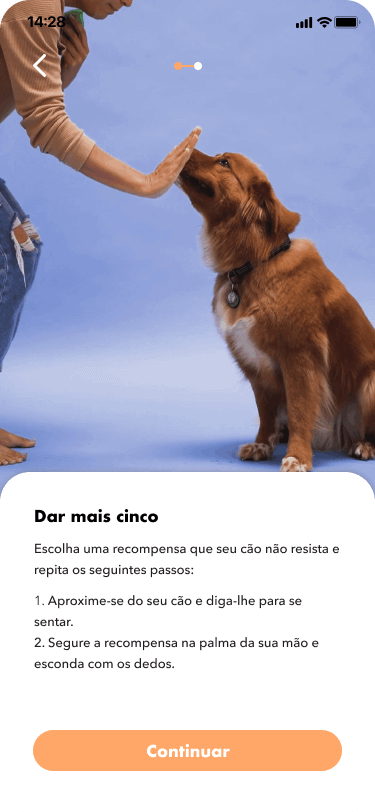 14:28
Dar mais cinco
Escolha uma recompensa que seu cão não resista e
repita os seguintes passos:
1. Aproxime-se do seu cão e diga-lhe para se
sentar.
2. Segure a recompensa na palma da sua mão e
esconda com os dedos.
Continuar